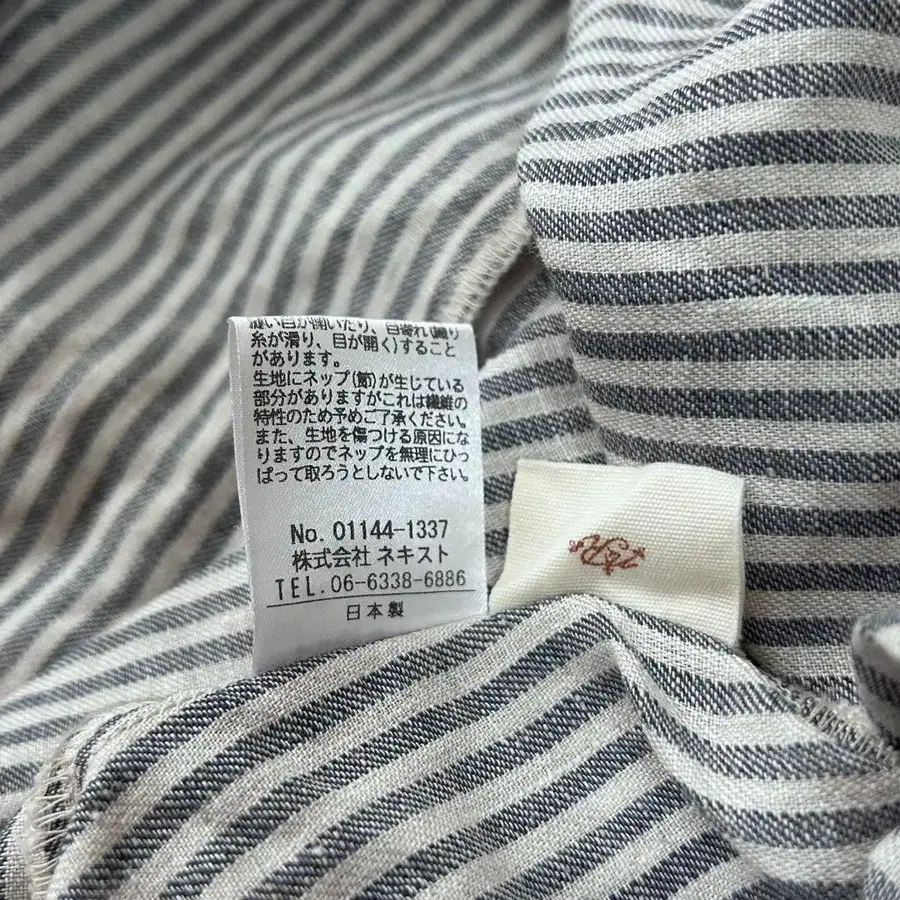 縫い目が開いたり、目寄れ(織り
糸が滑り、目が開く)すること
があります。
生地にネップ(節)が生じている
部分がありますがこれは繊維の
特性のため予めご了承ください。
また、生地を傷つける原因にな
りますのでネップを無理にひっ
ぱって取ろうとしないで下さい。
No. 01144-1337
株式会社 ネキスト
TEL. 06-6338-6886
日本製